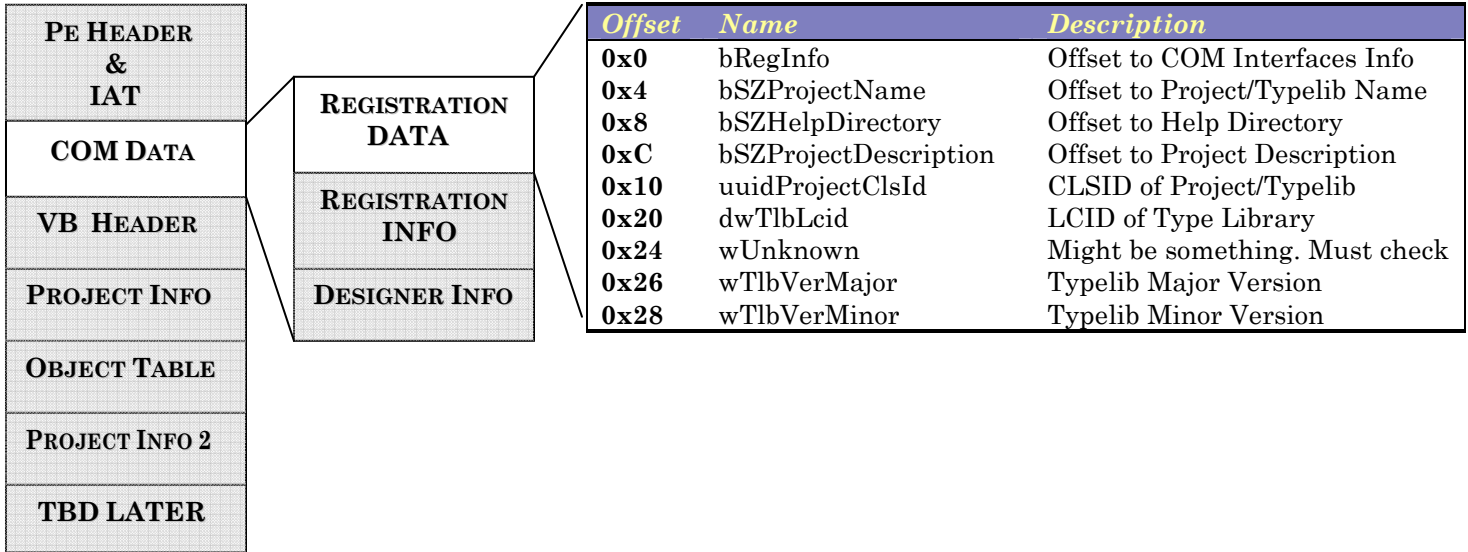 PE HEADER
&
IAT
COM DATA
VB HEADER
PROJECT INFO
OBJECT TABLE
PROJECT INFO 2
TBD LATER
REGISTRATION
DATA
REGISTRATION
INFO
DESIGNER INFO
Offset Name Description
0x0 bRegInfo Offset to COM Interfaces Info
0x4 bSZProjectName Offset to Project/Typelib Name
0x8 bSZHelpDirectory Offset to Help Directory
0xC bSZProjectDescription Offset to Project Description
0x10 uuidProjectClsId CLSID of Project/Typelib
0x20 dwTlbLcid LCID of Type Library
0x24 wUnknown Might be something. Must check
0x26 wTlbVerMajor Typelib Major Version
0x28 wTlbVerMinor Typelib Minor Version